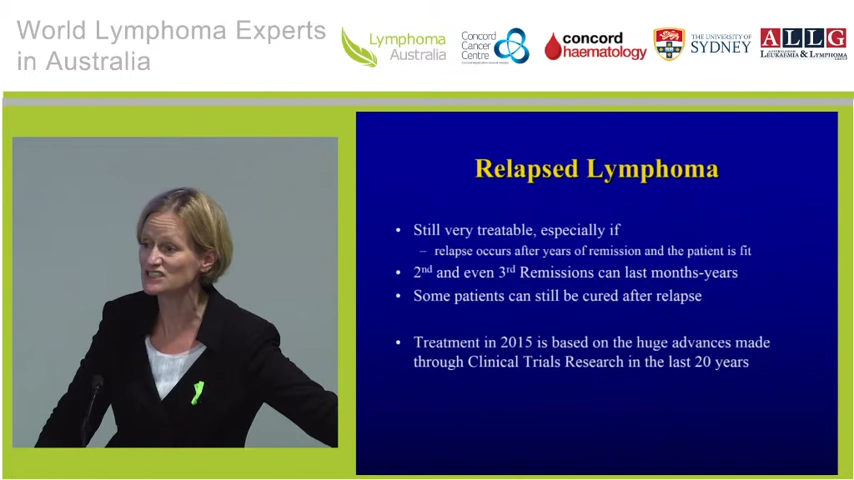 World Lymphoma Experts
in Australia
Lymphoma
Australia
Concord
Cancer
Centre
concord
haematology
THE UNIVERSITY OF
SYDNEY
ALLG
LEUKAEMIA & LYMPHOMA
Relapsed Lymphoma
• Still very treatable, especially if
– relapse occurs after years of remission and the patient is fit
• 2nd and even 3rd Remissions can last months-years
• Some patients can still be cured after relapse
• Treatment in 2015 is based on the huge advances made
through Clinical Trials Research in the last 20 years